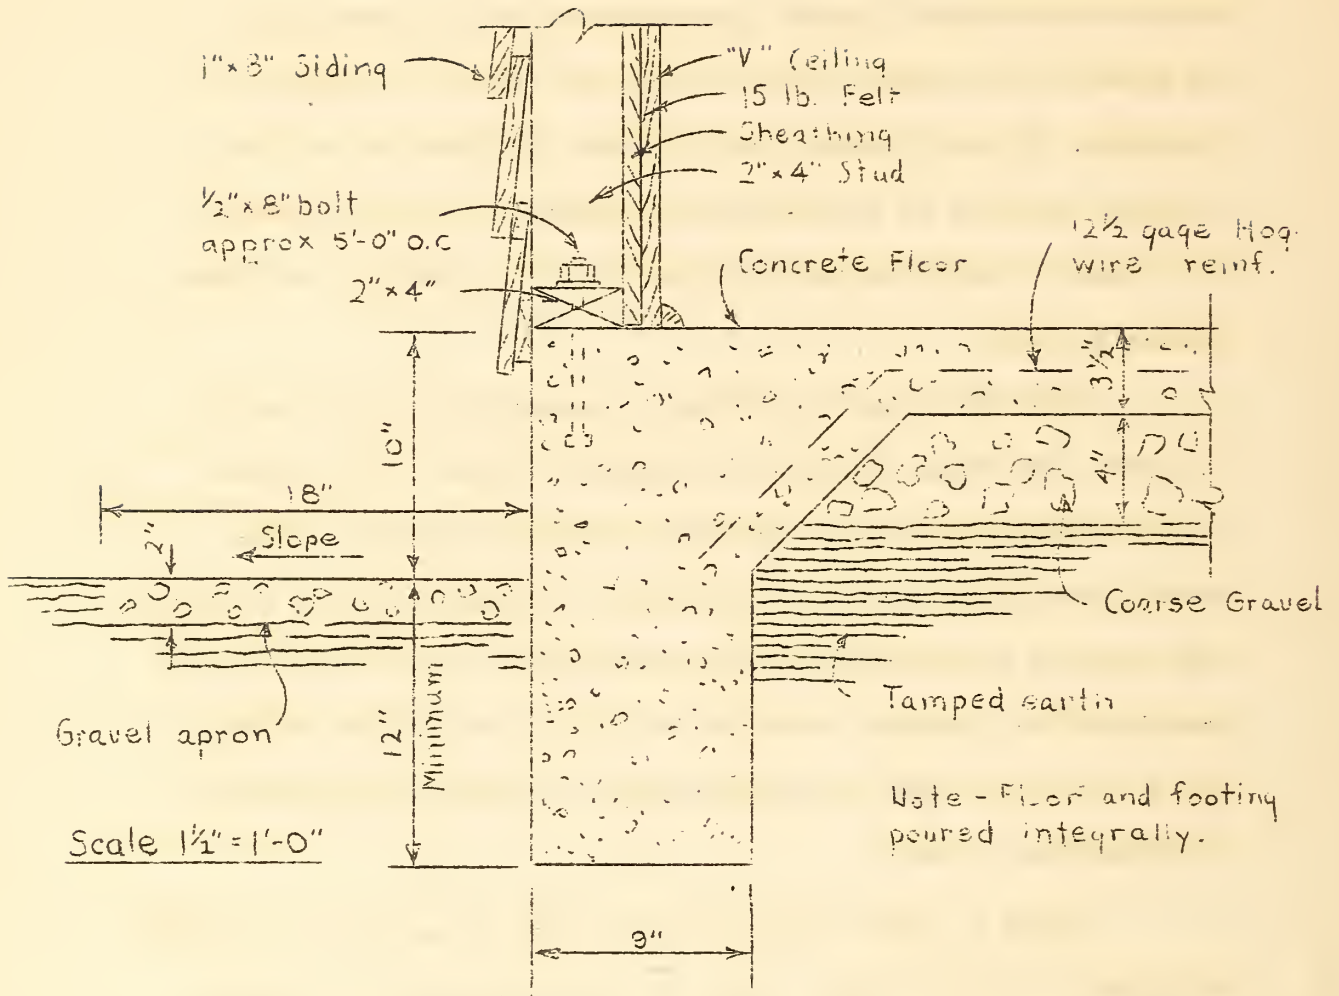 1"×8" Siding
"V" Ceiling
15 lb. Felt
Sheathing
2"×4" Stud
½"×8" bolt
approx 5'-0" o.c
2"×4"
12½ gage Hog
wire reinf.
Concrete Floor
3½"
10"
4"
18"
2"
Slope
Coarse Gravel
Tamped earth
Gravel apron
12"
Minimum
Note - Floor and footing
poured integrally.
Scale 1½" = 1'-0"
9"